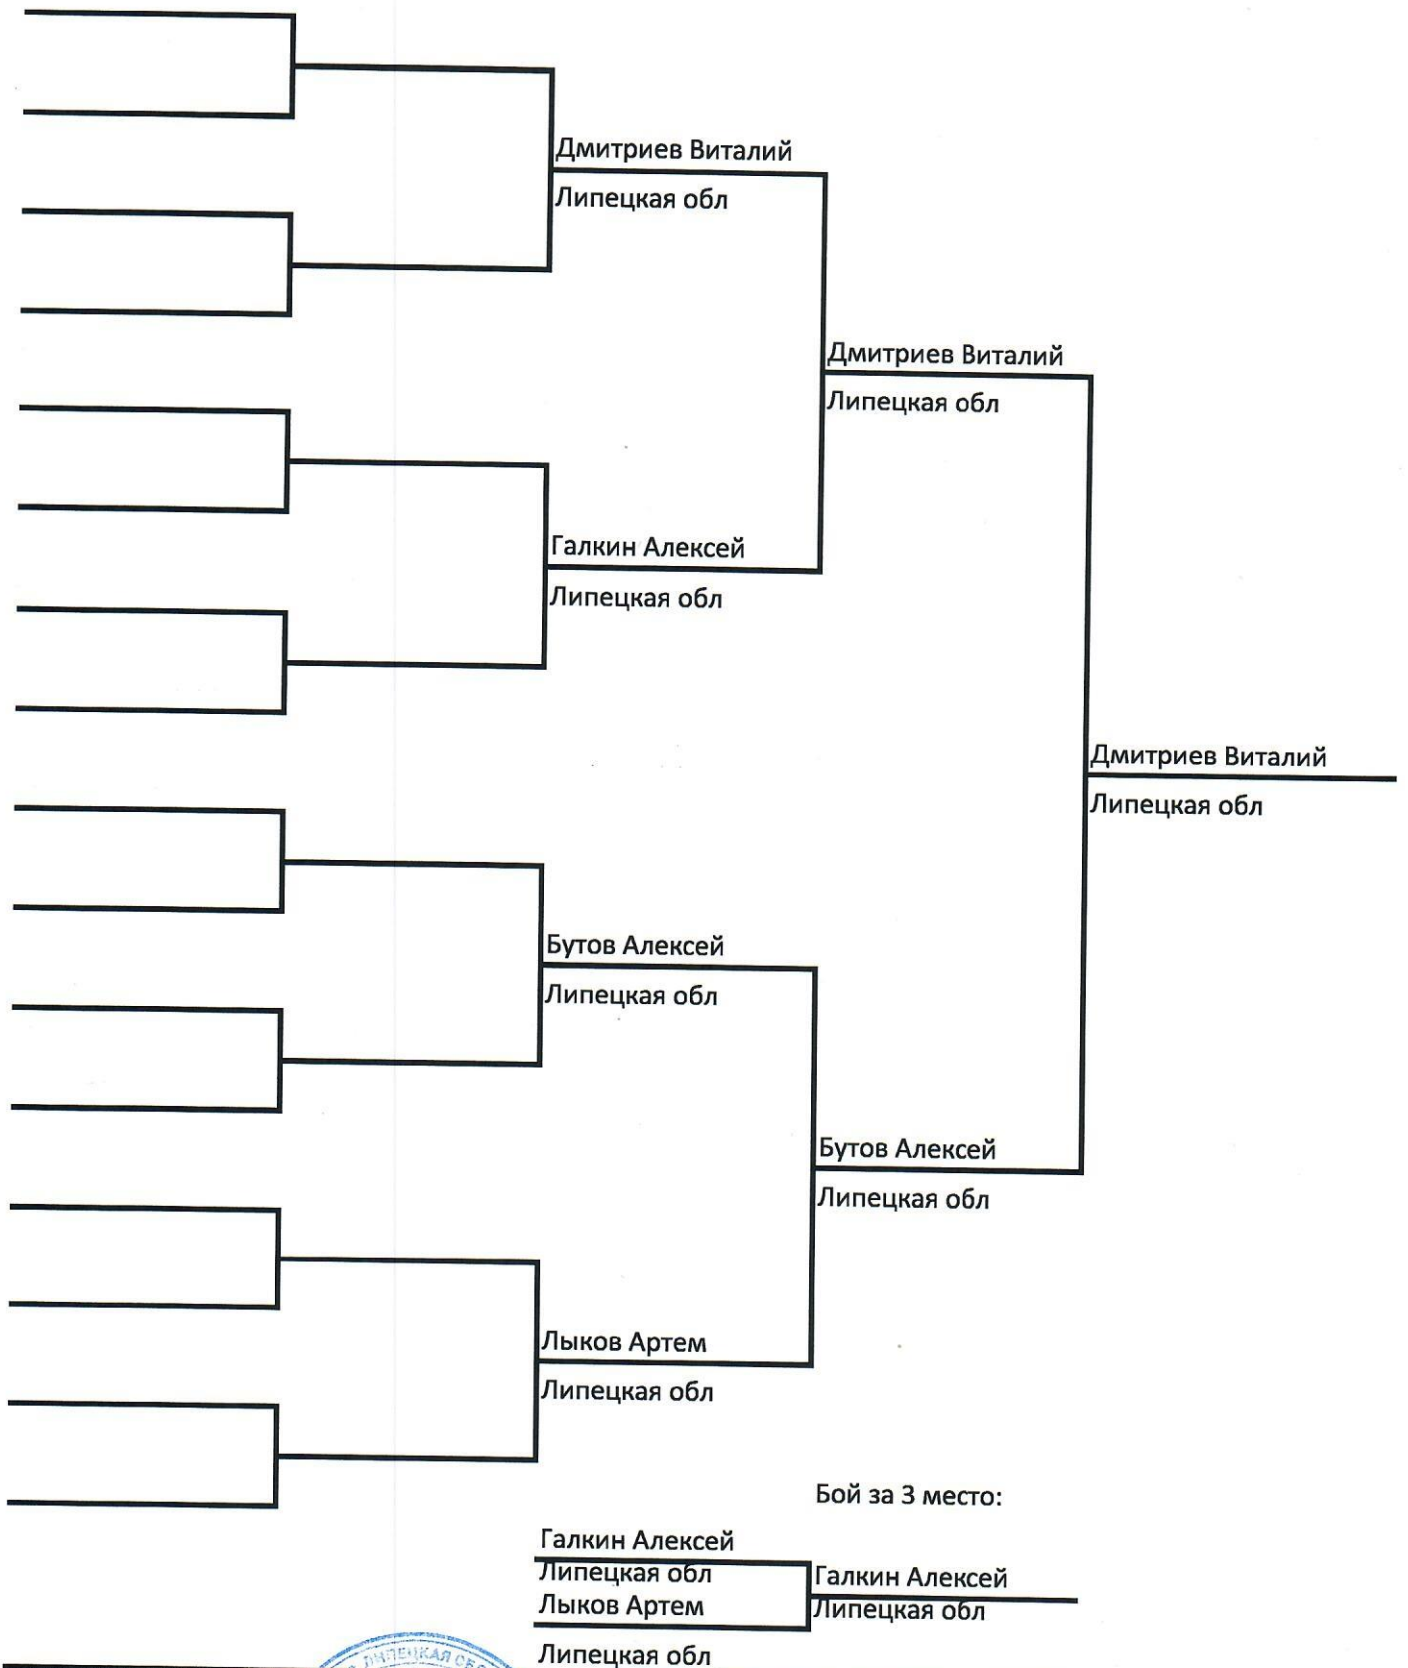 Дмитриев Виталий
Липецкая обл
Дмитриев Виталий
Липецкая обл
Галкин Алексей
Липецкая обл
Дмитриев Виталий
Липецкая обл
Бутов Алексей
Липецкая обл
Бутов Алексей
Липецкая обл
Лыков Артем
Липецкая обл
Бой за 3 место:
Галкин Алексей
Липецкая обл
Галкин Алексей
Лыков Артем
Липецкая обл
Липецкая обл
ЛИПЕЦКАЯ